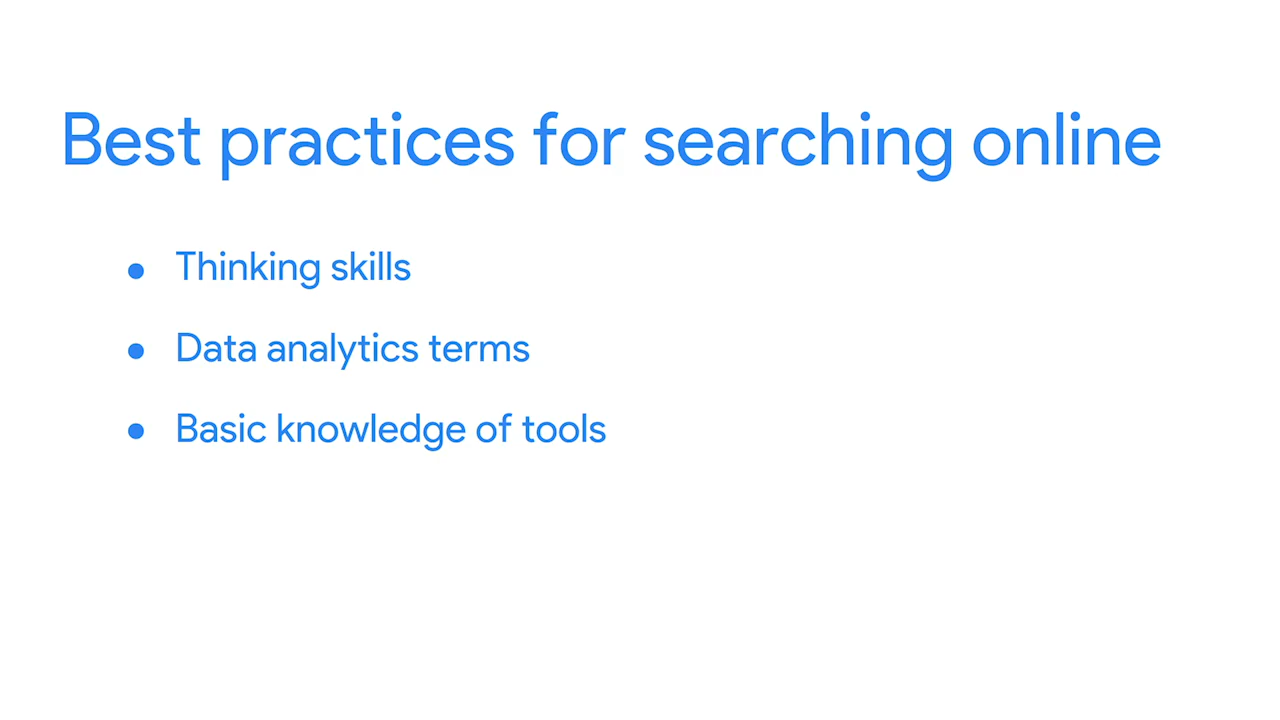 Best practices for searching online
● Thinking skills
● Data analytics terms
● Basic knowledge of tools